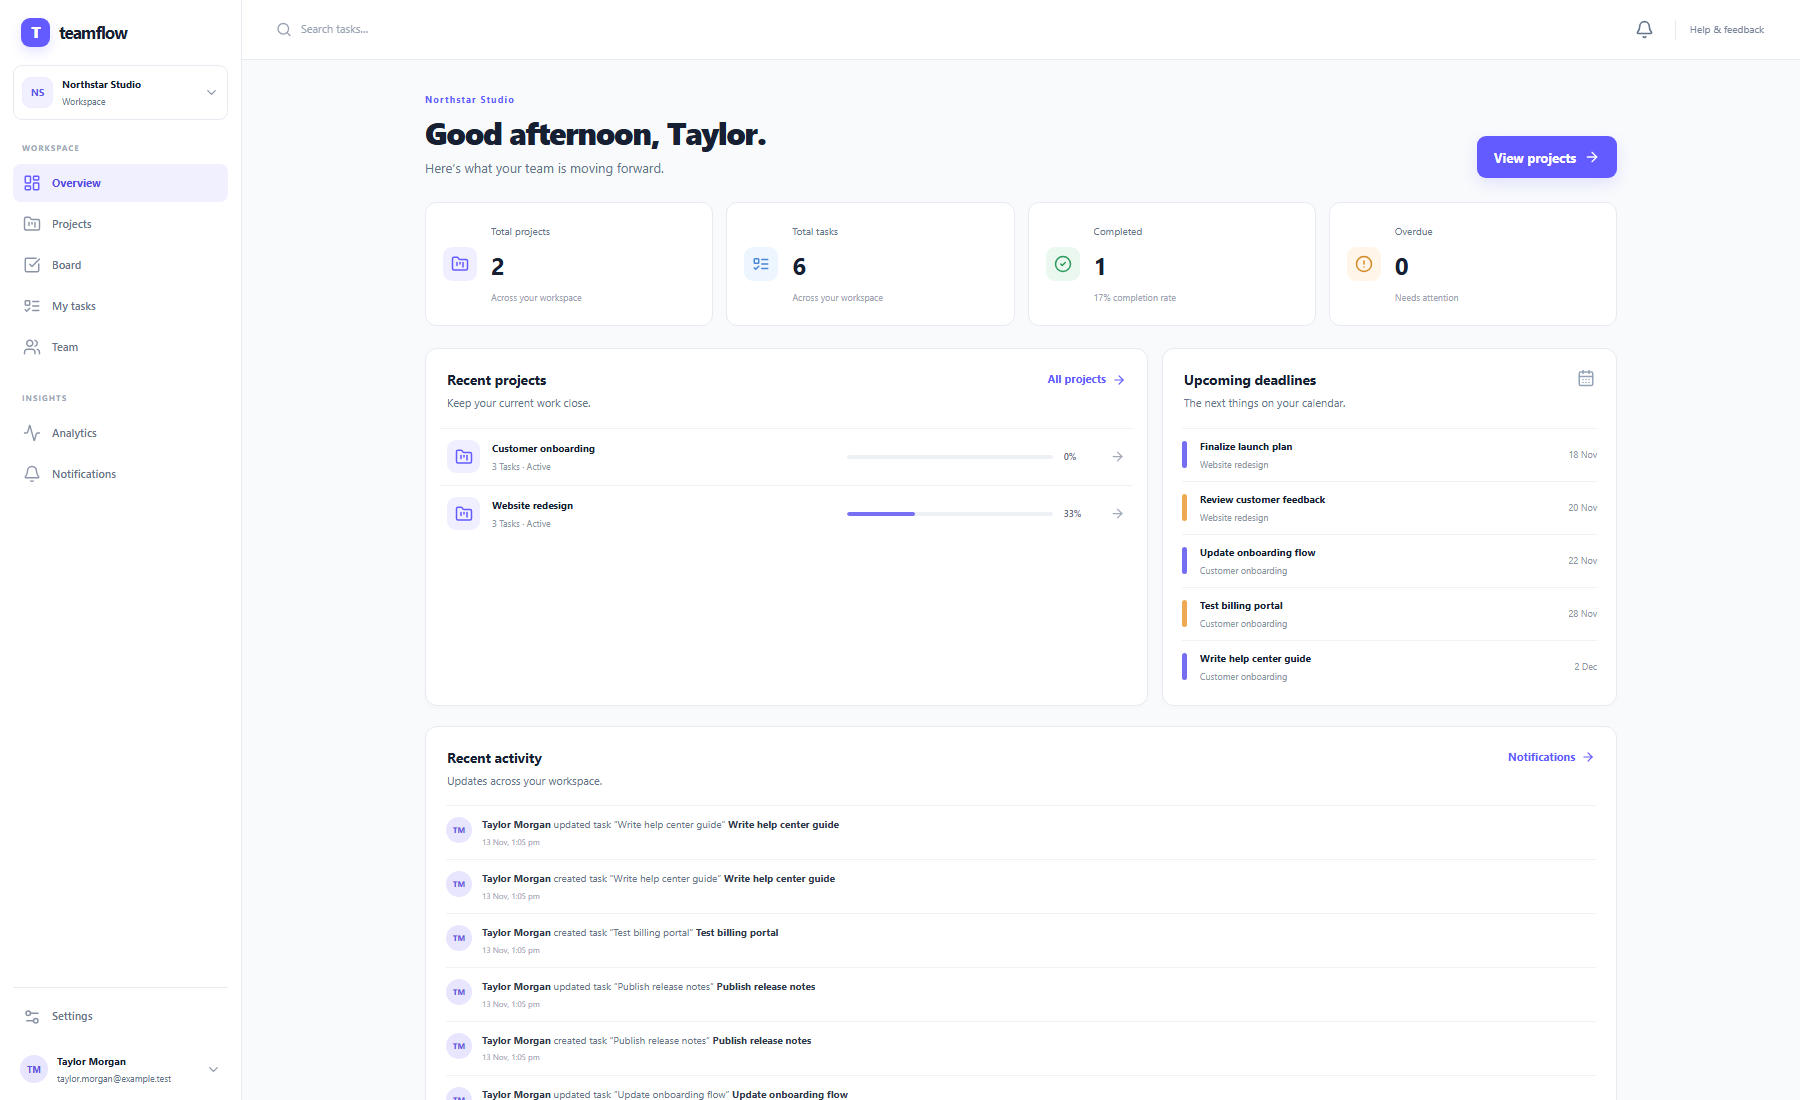 T teamflow
NS
Northstar Studio
Workspace
WORKSPACE
Overview
Projects
Board
My tasks
Team
INSIGHTS
Analytics
Notifications
Settings
TM
Taylor Morgan
taylor.morgan@example.test
Search tasks...
Help & feedback
Northstar Studio
Good afternoon, Taylor.
Here's what your team is moving forward.
View projects
Total projects
2
Across your workspace
Total tasks
6
Across your workspace
Completed
1
17% completion rate
Overdue
0
Needs attention
Recent projects
All projects
Keep your current work close.
Customer onboarding
3 Tasks · Active
0%
Website redesign
3 Tasks · Active
33%
Upcoming deadlines
The next things on your calendar.
Finalize launch plan
Website redesign
18 Nov
Review customer feedback
Website redesign
20 Nov
Update onboarding flow
Customer onboarding
22 Nov
Test billing portal
Customer onboarding
28 Nov
Write help center guide
Customer onboarding
2 Dec
Recent activity
Notifications
Updates across your workspace.
TM
Taylor Morgan updated task "Write help center guide" Write help center guide
13 Nov, 1:05 pm
TM
Taylor Morgan created task "Write help center guide" Write help center guide
13 Nov, 1:05 pm
TM
Taylor Morgan created task "Test billing portal" Test billing portal
13 Nov, 1:05 pm
TM
Taylor Morgan updated task "Publish release notes" Publish release notes
13 Nov, 1:05 pm
TM
Taylor Morgan created task "Publish release notes" Publish release notes
13 Nov, 1:05 pm
TM
Taylor Morgan updated task "Update onboarding flow" Update onboarding flow